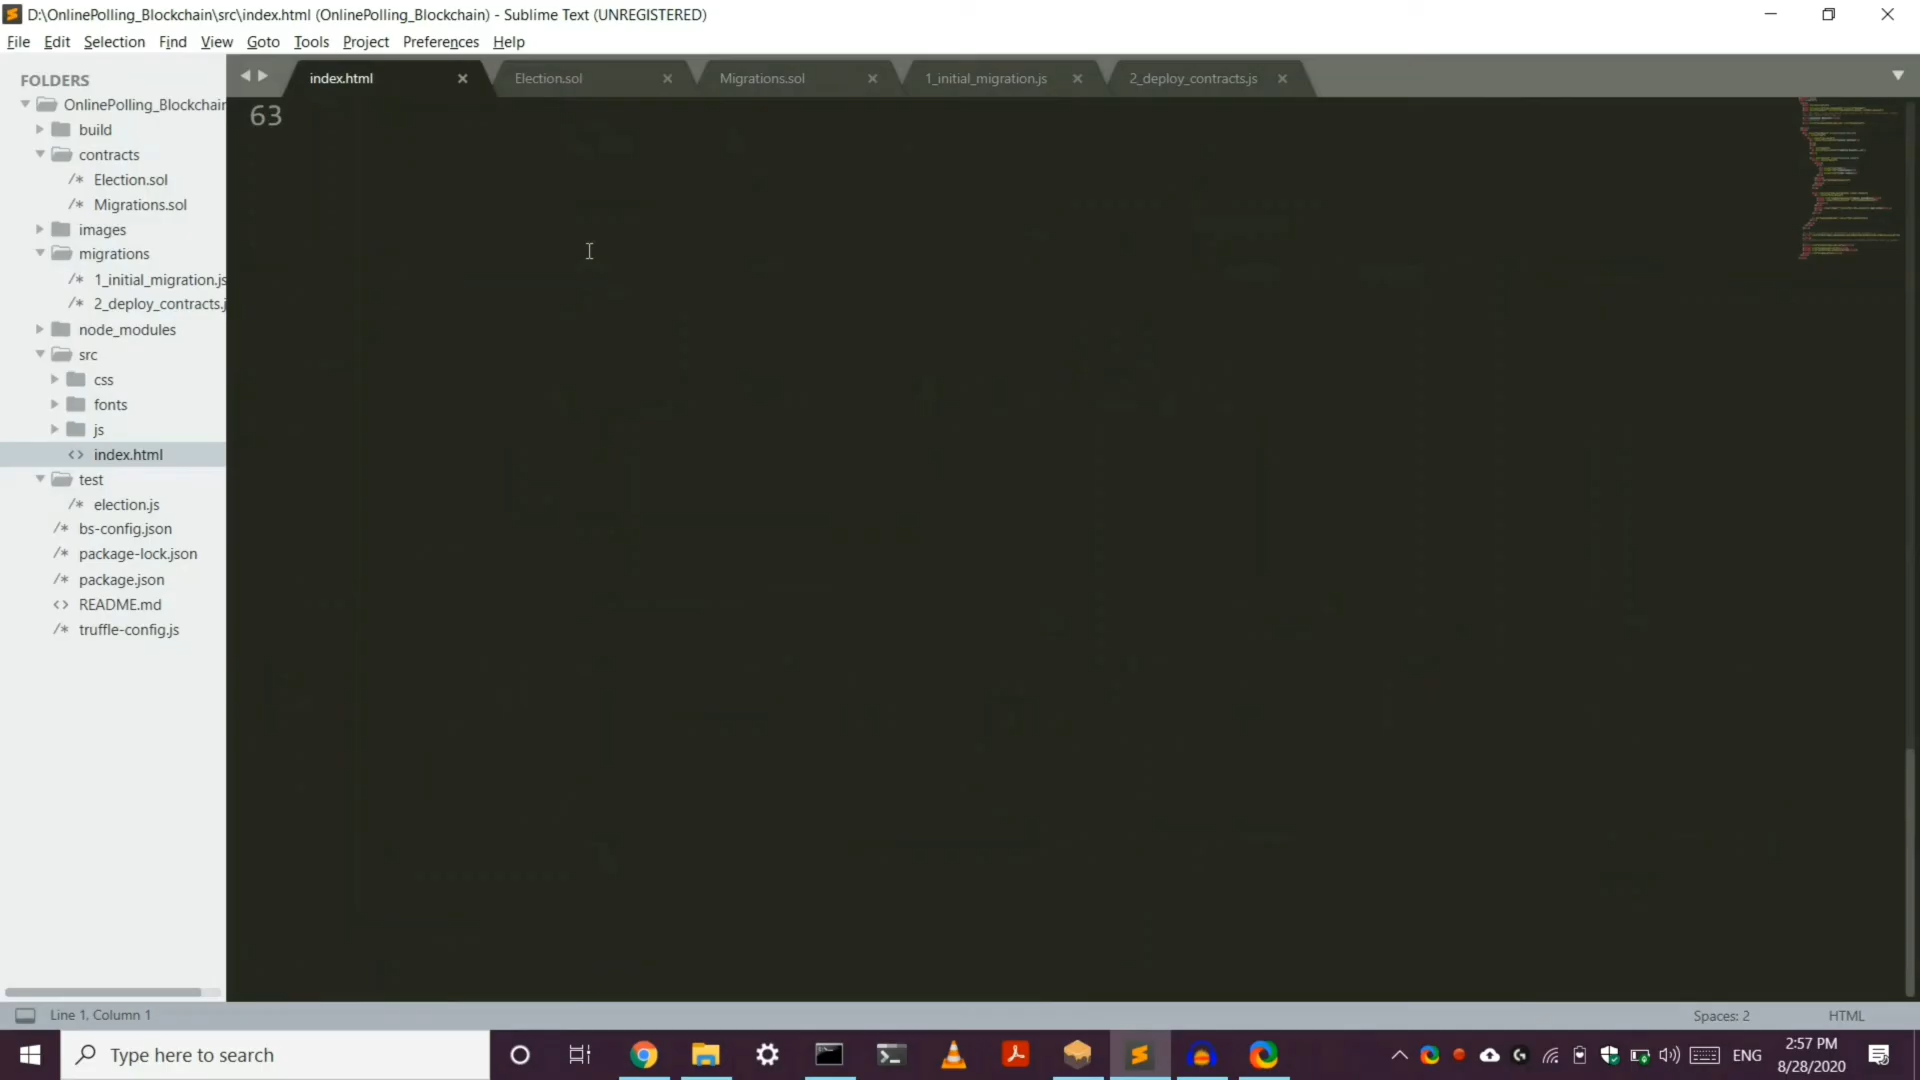 D:\OnlinePolling_Blockchain\src\index.html (OnlinePolling_Blockchain) - Sublime Text (UNREGISTERED)
File Edit Selection Find View Goto Tools Project Preferences Help
FOLDERS
OnlinePolling_Blockchain
build
contracts
/* Election.sol
/* Migrations.sol
images
migrations
/* 1_initial_migration.js
/* 2_deploy_contracts.j
node_modules
src
css
fonts
js
<> index.html
test
/* election.js
/* bs-config.json
/* package-lock.json
/* package.json
<> README.md
/* truffle-config.js
index.html Election.sol Migrations.sol 1_initial_migration.js 2_deploy_contracts.js
63
Line 1, Column 1 Spaces: 2 HTML
Type here to search
ENG
2:57 PM
8/28/2020